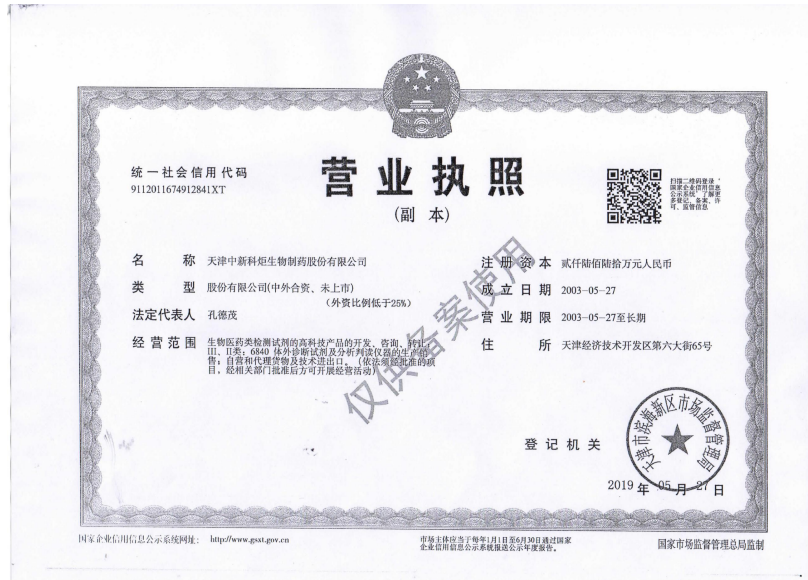 统一社会信用代码
9112011674912841XT
营业执照
(副本)
扫描二维码登录“
国家企业信用信息
公示系统”了解更
多登记、备案、许
可、监管信息
名称 天津中新科炬生物制药股份有限公司
类型 股份有限公司(中外合资、未上市)
(外资比例低于25%)
法定代表人 孔德茂
经营范围 生物医药类检测试剂的高科技产品的开发、咨询、转让;
III、II类:6840 体外诊断试剂及分析判读仪器的生产销
售;自营和代理货物及技术进出口。(依法须经批准的项
目,经相关部门批准后方可开展经营活动)
注册资本 贰仟陆佰陆拾万元人民币
成立日期 2003-05-27
营业期限 2003-05-27至长期
住所 天津经济技术开发区第六大街65号
仅供备案使用
登记机关
天津市滨海新区市场监督管理局
2019年05月27日
国家企业信用信息公示系统网址: http://www.gsxt.gov.cn
市场主体应当于每年1月1日至6月30日通过国家
企业信用信息公示系统报送公示年度报告。
国家市场监督管理总局监制